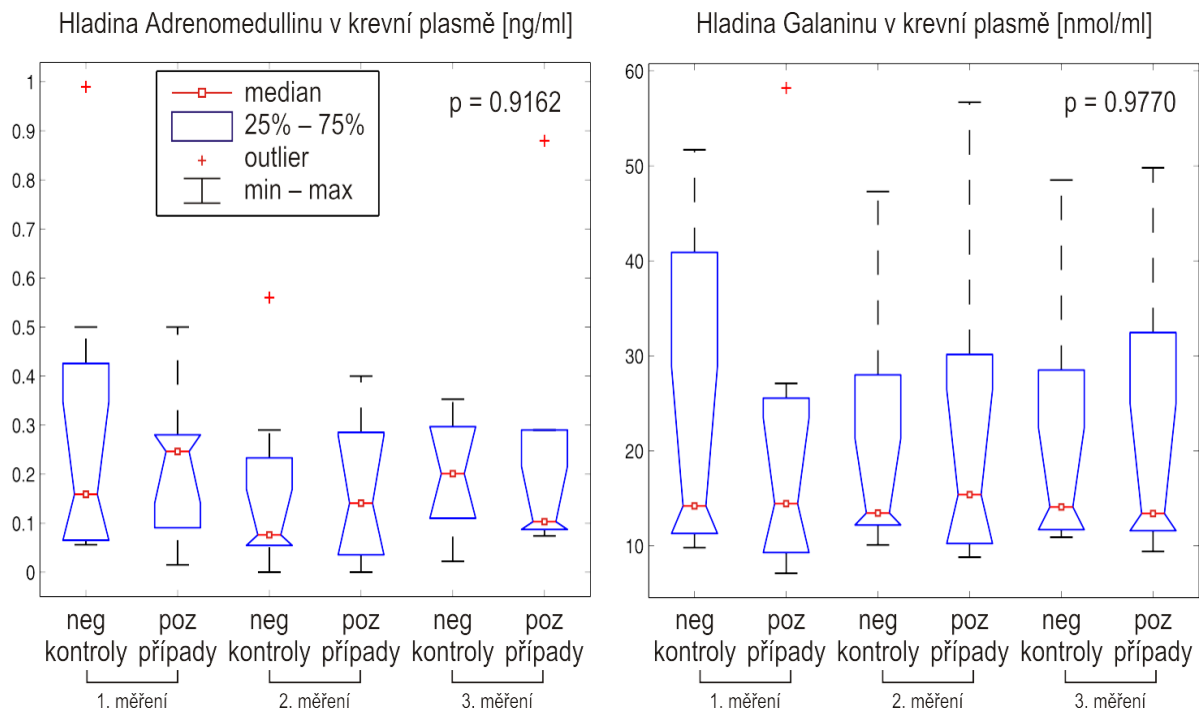 Hladina Adrenomedullinu v krevní plasmě [ng/ml]
1
0.9
0.8
0.7
0.6
0.5
0.4
0.3
0.2
0.1
0
median
25% – 75%
outlier
min – max
p = 0.9162
neg kontroly
poz případy
neg kontroly
poz případy
neg kontroly
poz případy
1. měření
2. měření
3. měření
Hladina Galaninu v krevní plasmě [nmol/ml]
60
50
40
30
20
10
p = 0.9770
neg kontroly
poz případy
neg kontroly
poz případy
neg kontroly
poz případy
1. měření
2. měření
3. měření